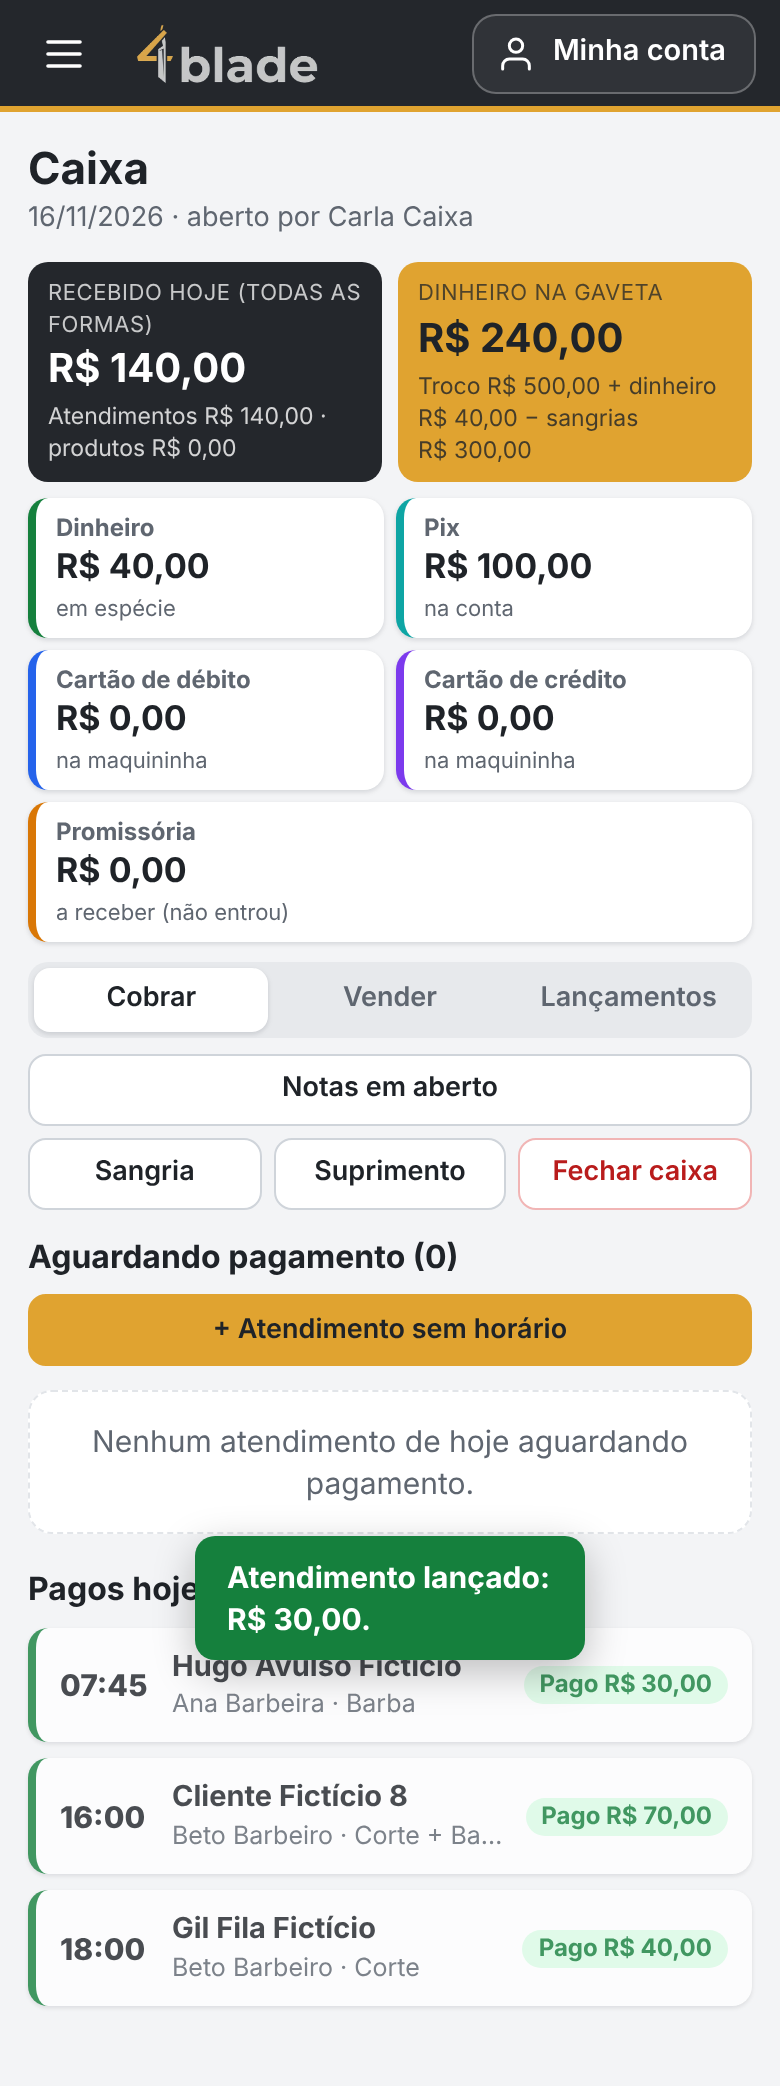 4blade
Minha conta
Caixa
16/11/2026 · aberto por Carla Caixa
RECEBIDO HOJE (TODAS AS
FORMAS)
R$ 140,00
Atendimentos R$ 140,00 ·
produtos R$ 0,00
DINHEIRO NA GAVETA
R$ 240,00
Troco R$ 500,00 + dinheiro
R$ 40,00 − sangrias
R$ 300,00
Dinheiro
R$ 40,00
em espécie
Pix
R$ 100,00
na conta
Cartão de débito
R$ 0,00
na maquininha
Cartão de crédito
R$ 0,00
na maquininha
Promissória
R$ 0,00
a receber (não entrou)
Cobrar
Vender
Lançamentos
Notas em aberto
Sangria
Suprimento
Fechar caixa
Aguardando pagamento (0)
+ Atendimento sem horário
Nenhum atendimento de hoje aguardando
pagamento.
Atendimento lançado:
R$ 30,00.
Pagos hoje
07:45
Hugo Avulso Fictício
Ana Barbeira · Barba
Pago R$ 30,00
16:00
Cliente Fictício 8
Beto Barbeiro · Corte + Ba...
Pago R$ 70,00
18:00
Gil Fila Fictício
Beto Barbeiro · Corte
Pago R$ 40,00